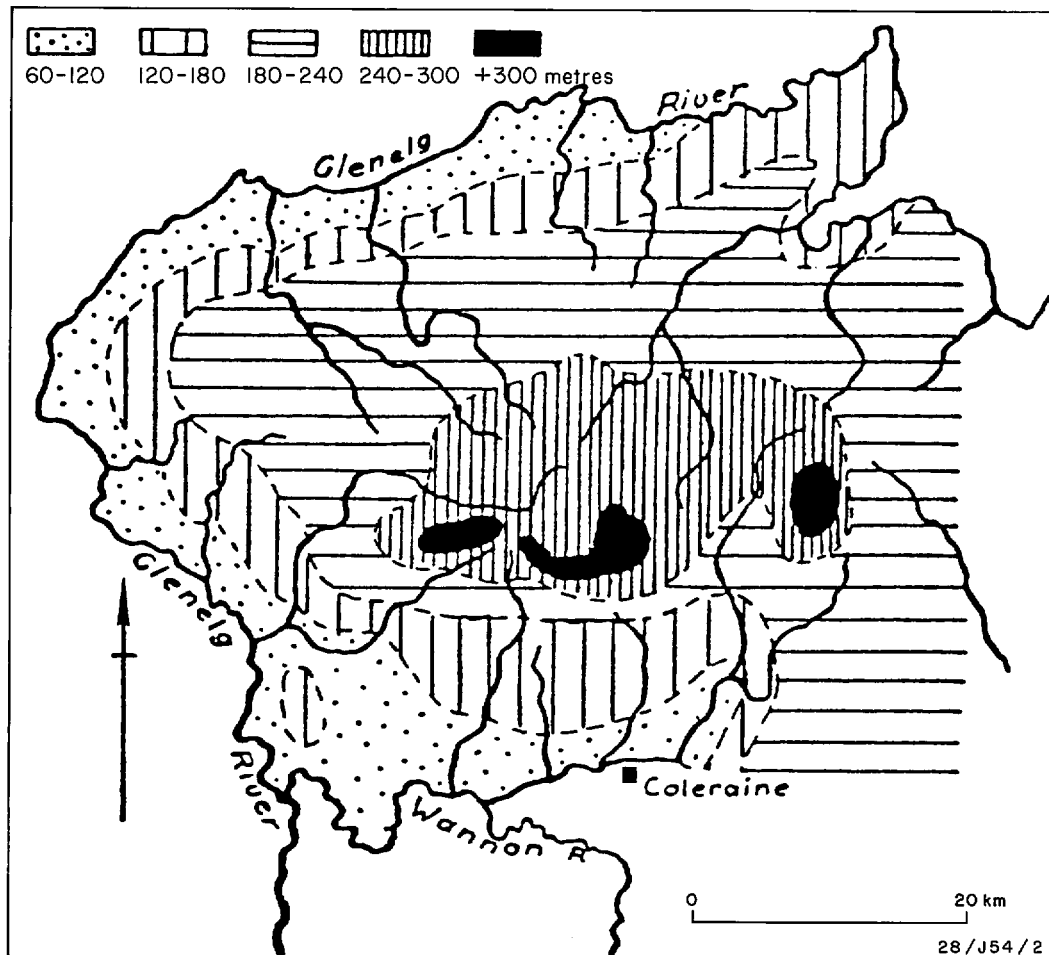 60-120 120-180 180-240 240-300 +300 metres
Glenelg River
Glenelg River
Coleraine
Wannon R
0 20 km
28/J54/2